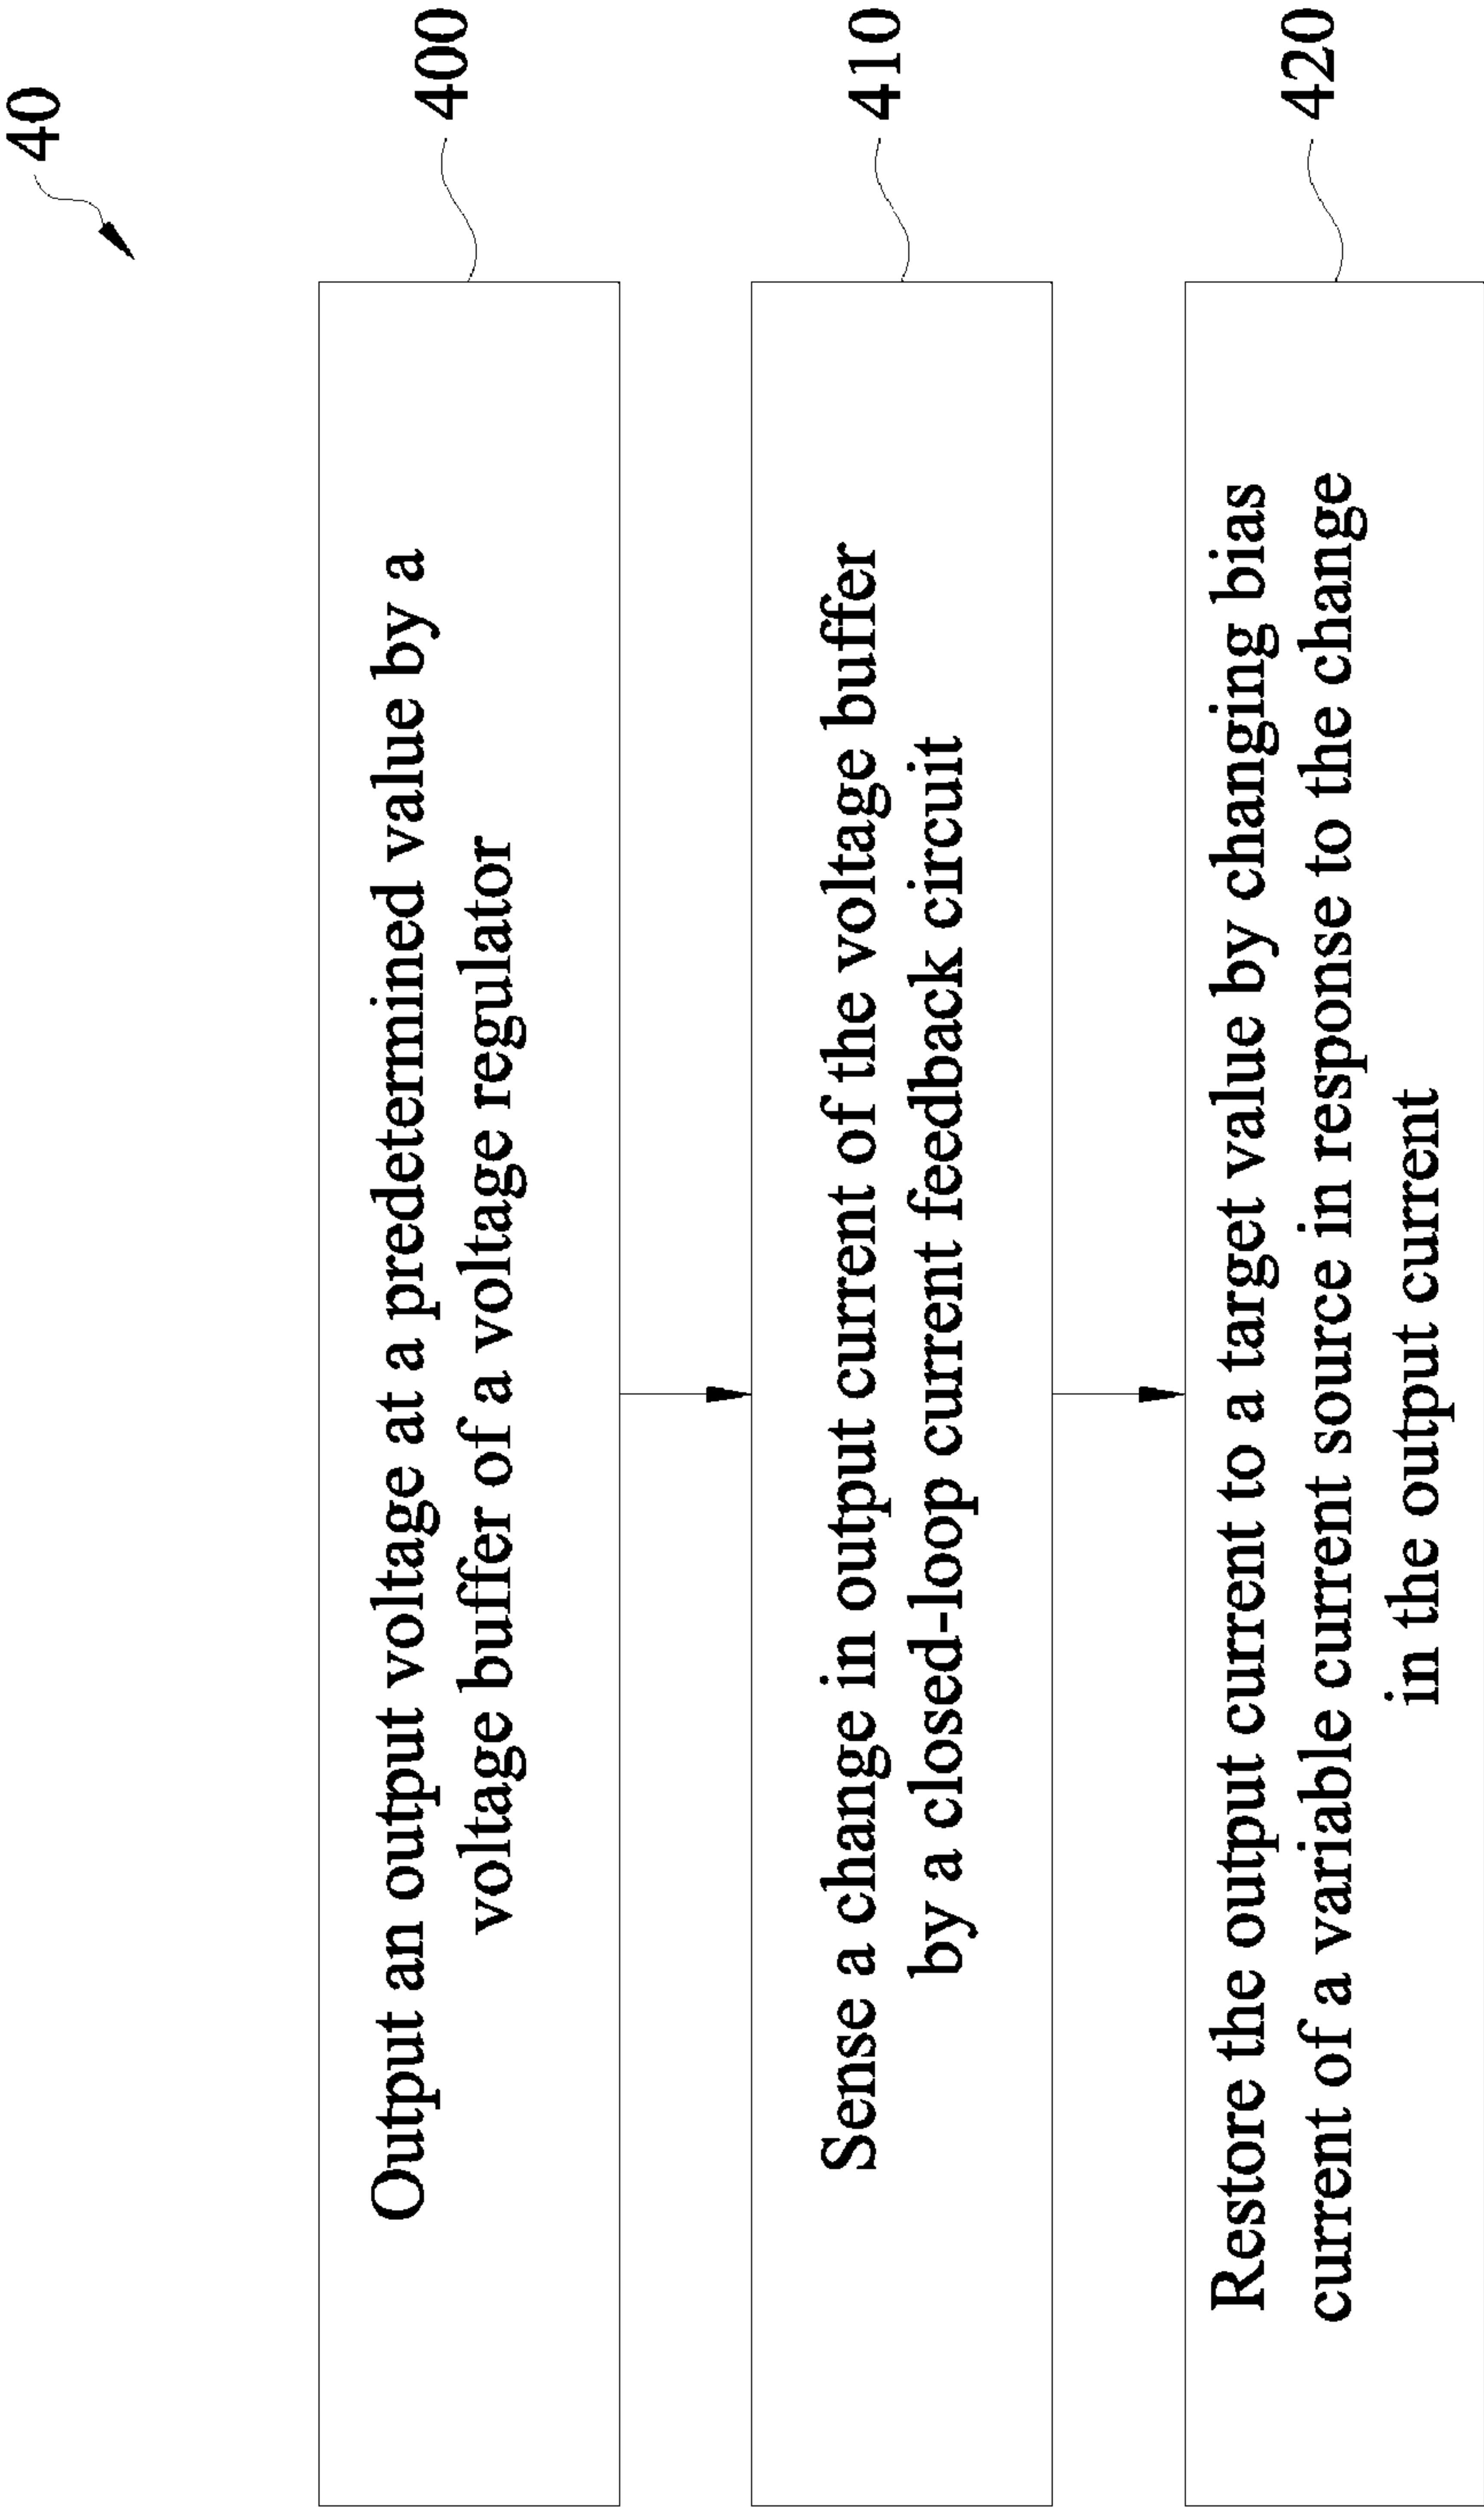 40
Output an output voltage at a predetermined value by a
voltage buffer of a voltage regulator
400
Sense a change in output current of the voltage buffer
by a closed-loop current feedback circuit
410
Restore the output current to a target value by changing bias
current of a variable current source in response to the change
in the output current
420